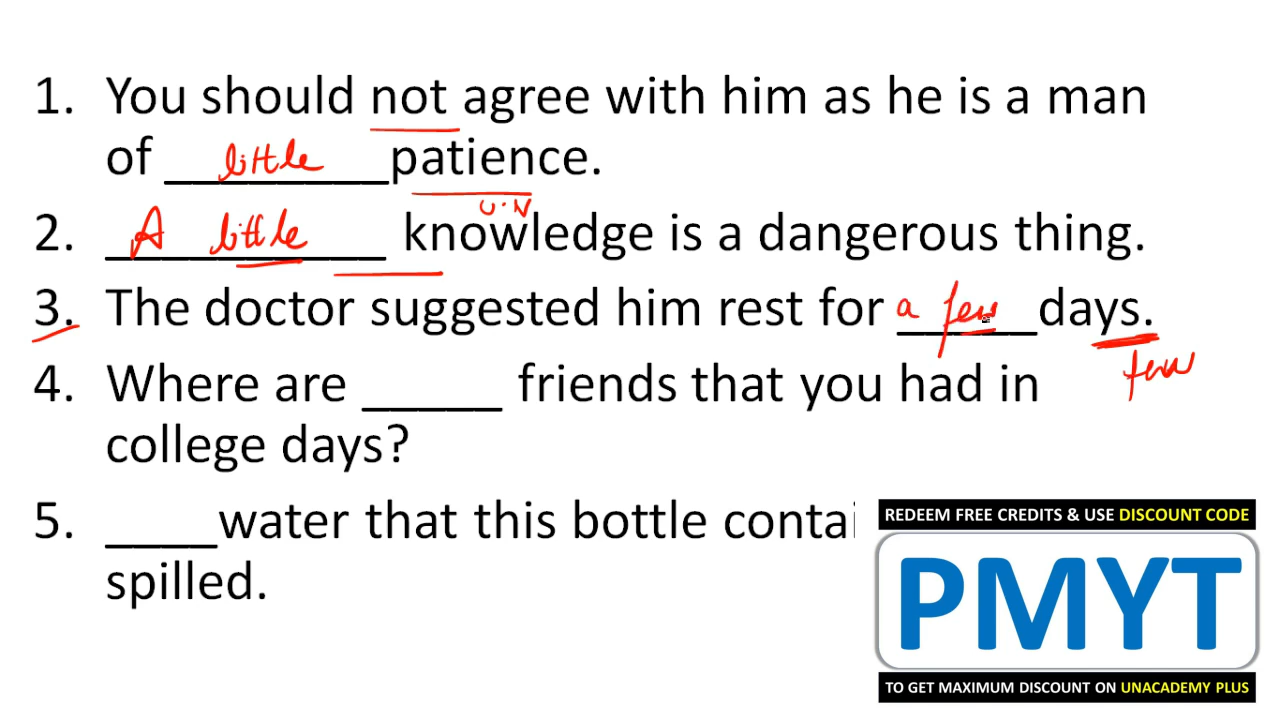 1. You should not agree with him as he is a man
of little patience.
U.N
2. A little knowledge is a dangerous thing.
3. The doctor suggested him rest for a few days.
few
4. Where are _____ friends that you had in
college days?
5. ____water that this bottle contai
spilled.
REDEEM FREE CREDITS & USE DISCOUNT CODE
PMYT
TO GET MAXIMUM DISCOUNT ON UNACADEMY PLUS